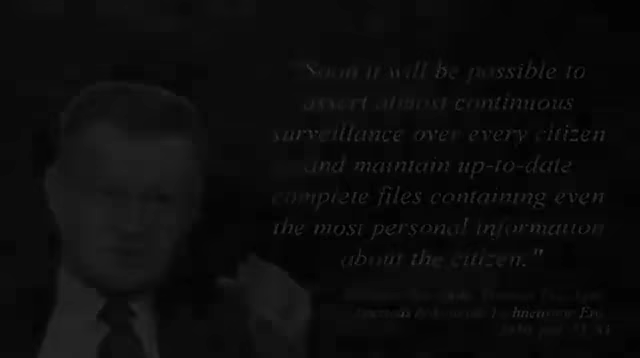 "Soon it will be possible to
assert almost continuous
surveillance over every citizen
and maintain up-to-date
complete files containing even
the most personal information
about the citizen."